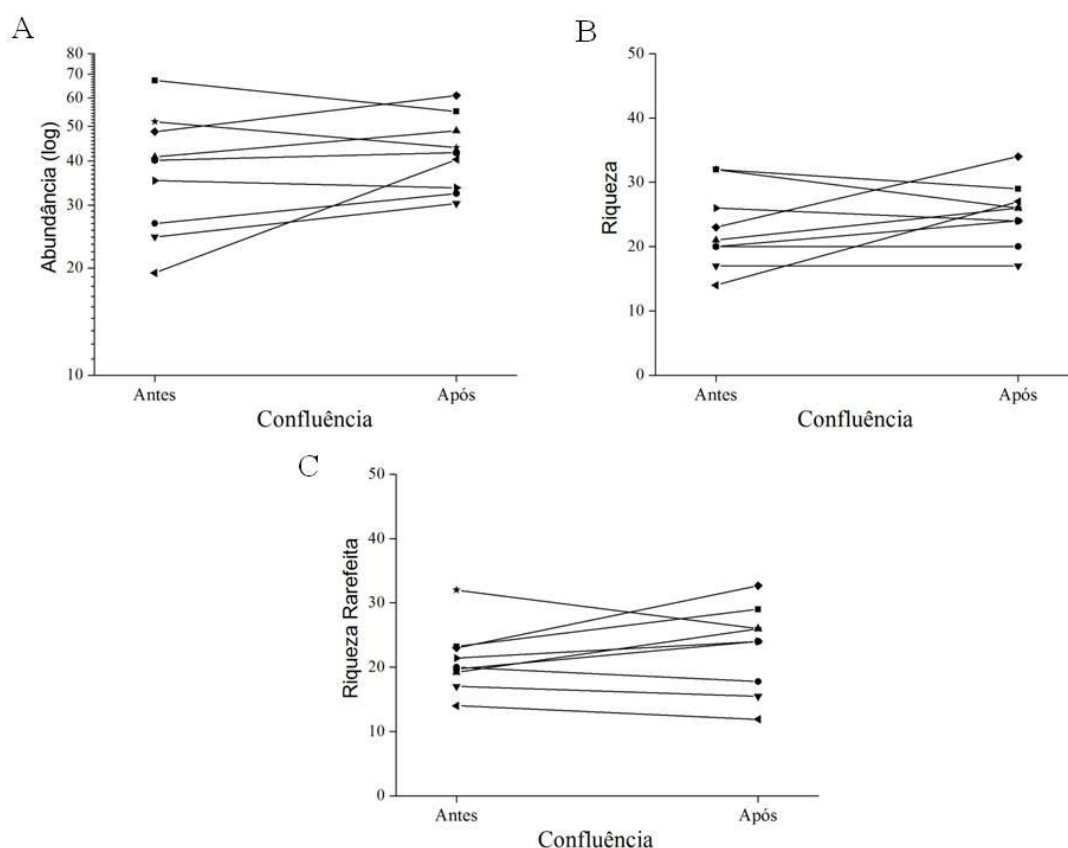 A
Abundância (log)
80
70
60
50
40
30
20
10
Antes
Após
Confluência
B
Riqueza
50
40
30
20
10
0
Antes
Após
Confluência
C
Riqueza Rarefeita
50
40
30
20
10
0
Antes
Após
Confluência